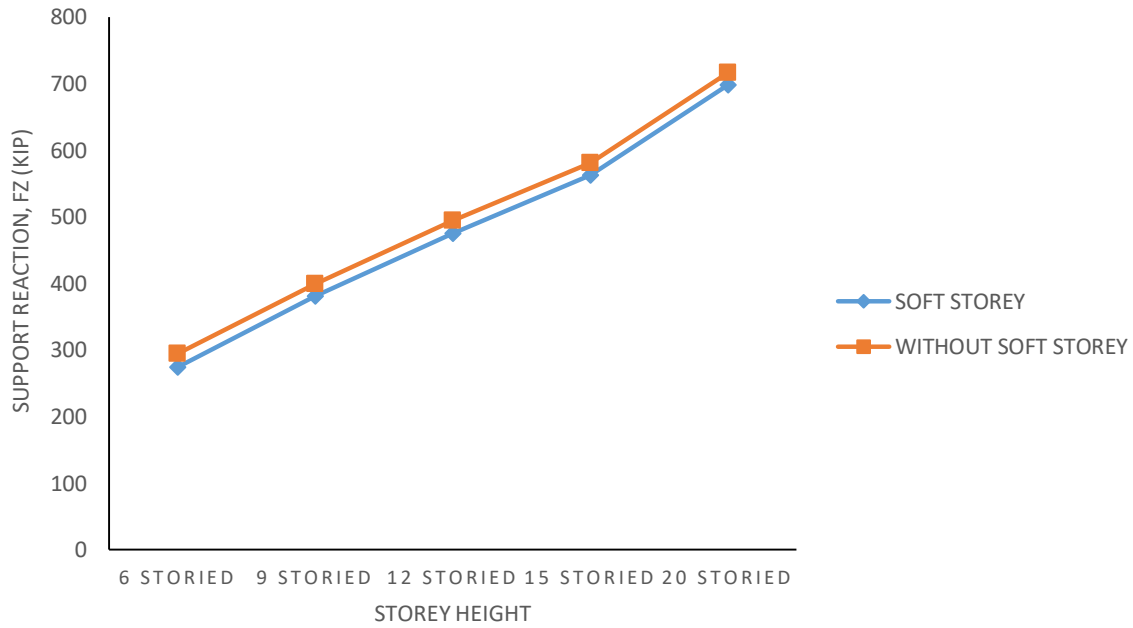 800
700
600
500
400
300
200
100
0
SUPPORT REACTION, FZ (KIP)
6 STORIED 9 STORIED 12 STORIED 15 STORIED 20 STORIED
STOREY HEIGHT
SOFT STOREY
WITHOUT SOFT STOREY